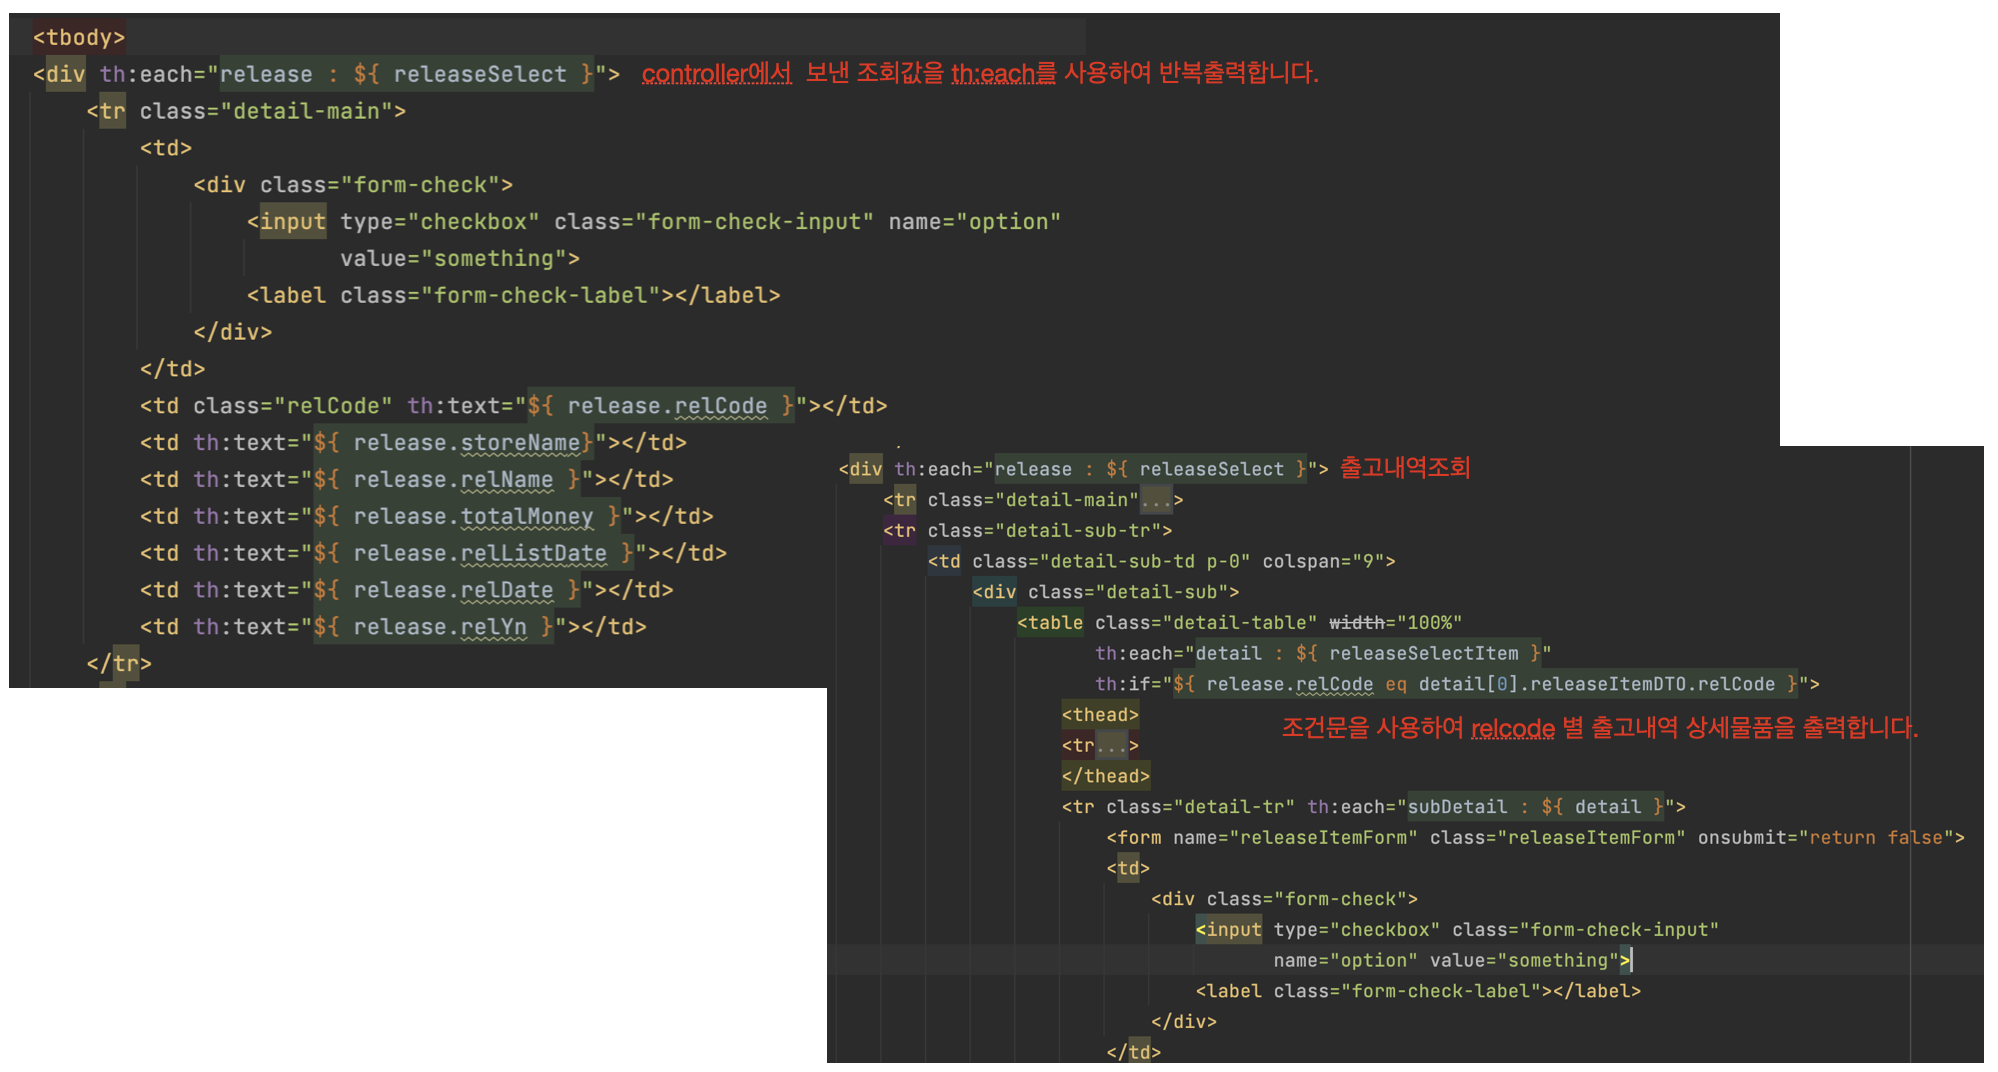 <tbody>
<div th:each="release : ${ releaseSelect }"> controller에서 보낸 조회값을 th:each를 사용하여 반복출력합니다.
<tr class="detail-main">
<td>
<div class="form-check">
<input type="checkbox" class="form-check-input" name="option"
value="something">
<label class="form-check-label"></label>
</div>
</td>
<td class="relCode" th:text="${ release.relCode }"></td>
<td th:text="${ release.storeName}"></td>
<td th:text="${ release.relName }"></td>
<td th:text="${ release.totalMoney }"></td>
<td th:text="${ release.relListDate }"></td>
<td th:text="${ release.relDate }"></td>
<td th:text="${ release.relYn }"></td>
</tr>
<div th:each="release : ${ releaseSelect }"> 출고내역조회
<tr class="detail-main"...>
<tr class="detail-sub-tr">
<td class="detail-sub-td p-0" colspan="9">
<div class="detail-sub">
<table class="detail-table" width="100%"
th:each="detail : ${ releaseSelectItem }"
th:if="${ release.relCode eq detail[0].releaseItemDTO.relCode }">
<thead>
조건문을 사용하여 relcode 별 출고내역 상세물품을 출력합니다.
<tr...>
</thead>
<tr class="detail-tr" th:each="subDetail : ${ detail }">
<form name="releaseItemForm" class="releaseItemForm" onsubmit="return false">
<td>
<div class="form-check">
<input type="checkbox" class="form-check-input"
name="option" value="something">
<label class="form-check-label"></label>
</div>
</td>